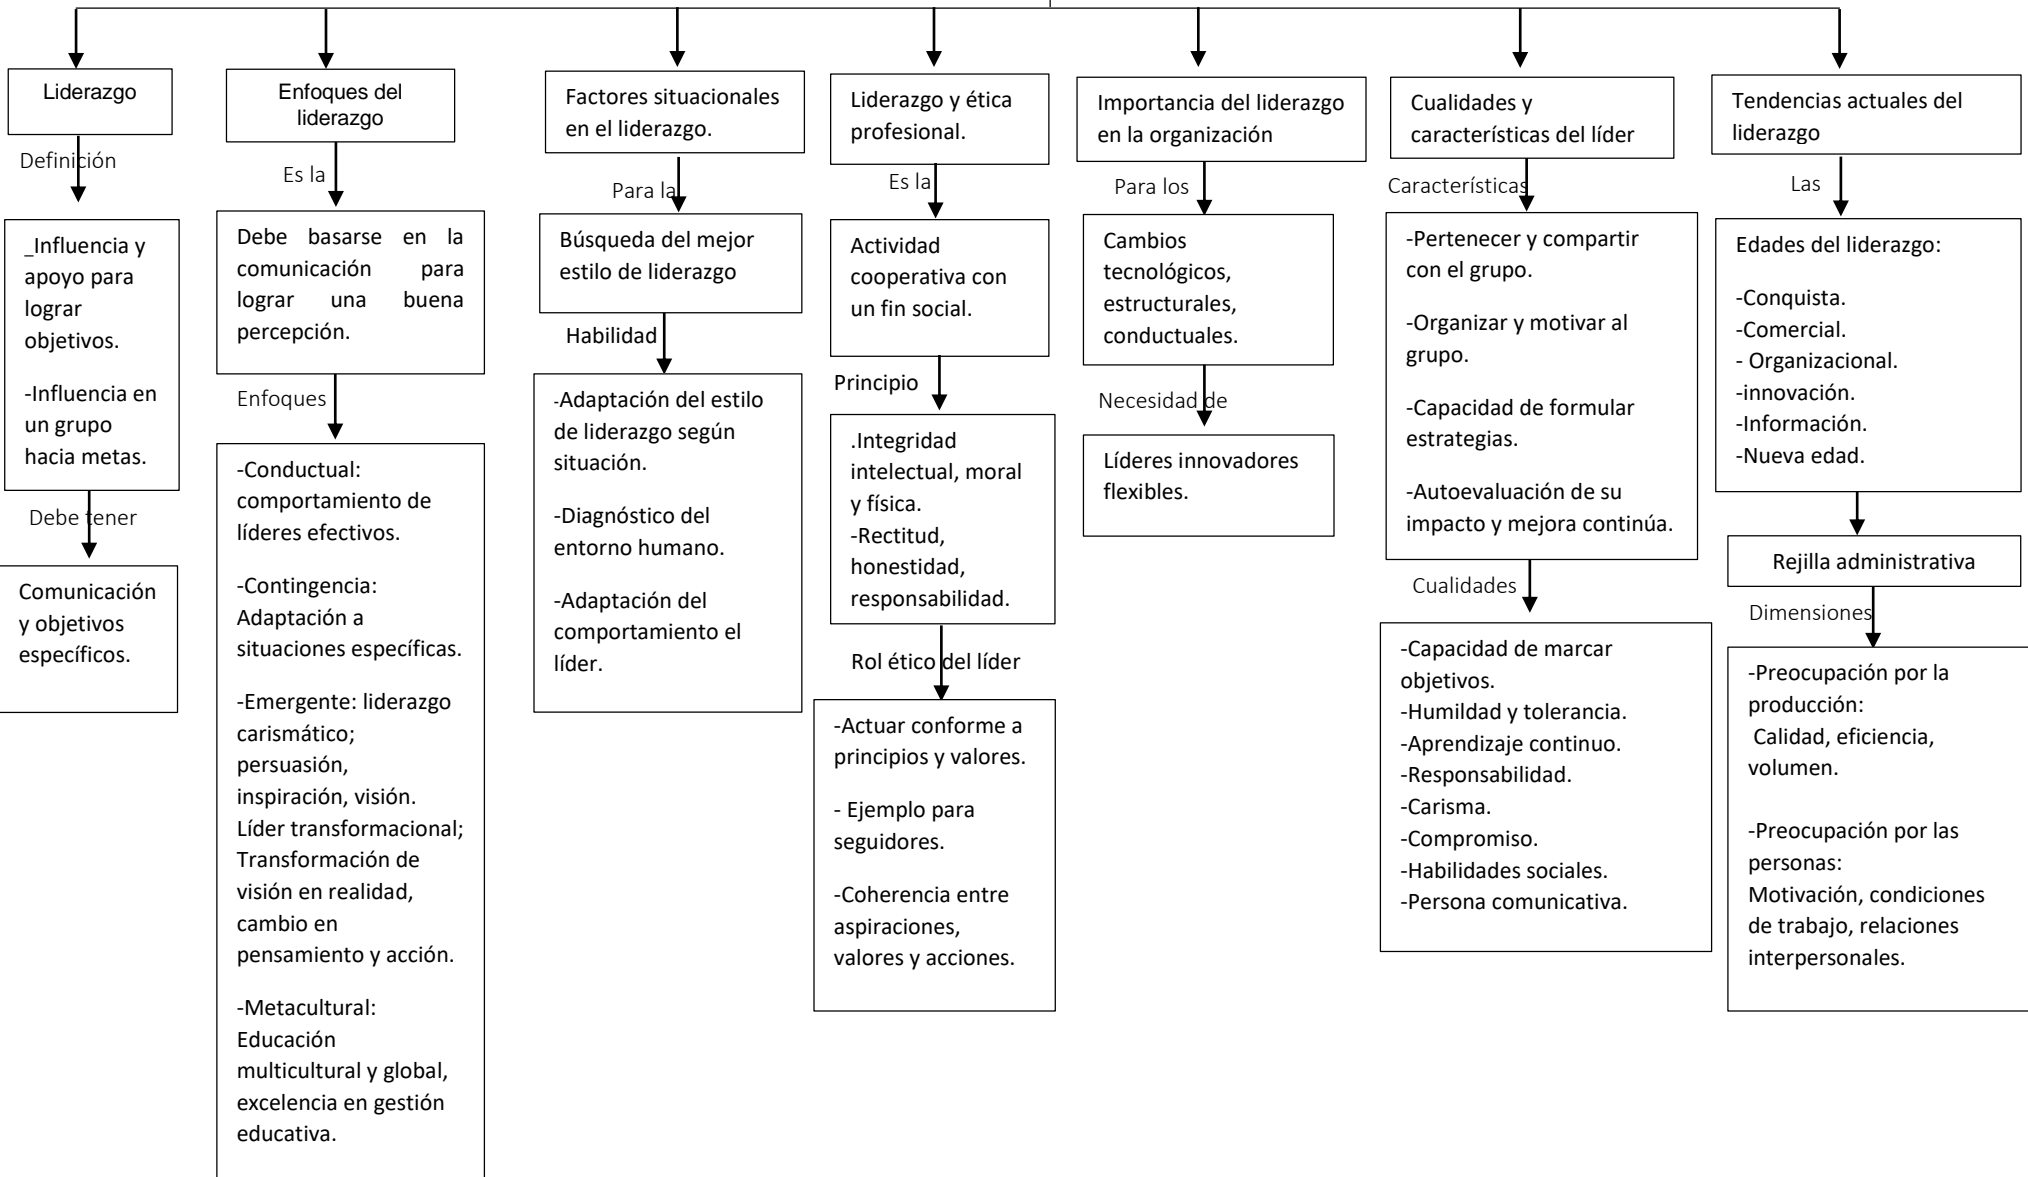 Liderazgo
Definición
_Influencia y
apoyo para
lograr
objetivos.
-Influencia en
un grupo
hacia metas.
Debe tener
Comunicación
y objetivos
específicos.
Enfoques del
liderazgo
Es la
Debe basarse en la
comunicación para
lograr una buena
percepción.
Enfoques
-Conductual:
comportamiento de
líderes efectivos.
-Contingencia:
Adaptación a
situaciones específicas.
-Emergente: liderazgo
carismático;
persuasión,
inspiración, visión.
Líder transformacional;
Transformación de
visión en realidad,
cambio en
pensamiento y acción.
-Metacultural:
Educación
multicultural y global,
excelencia en gestión
educativa.
Factores situacionales
en el liderazgo.
Para la
Búsqueda del mejor
estilo de liderazgo
Habilidad
-Adaptación del estilo
de liderazgo según
situación.
-Diagnóstico del
entorno humano.
-Adaptación del
comportamiento el
líder.
Liderazgo y ética
profesional.
Es la
Actividad
cooperativa con
un fin social.
Principio
.Integridad
intelectual, moral
y física.
-Rectitud,
honestidad,
responsabilidad.
Rol ético del líder
-Actuar conforme a
principios y valores.
- Ejemplo para
seguidores.
-Coherencia entre
aspiraciones,
valores y acciones.
Importancia del liderazgo
en la organización
Para los
Cambios
tecnológicos,
estructurales,
conductuales.
Necesidad de
Líderes innovadores
flexibles.
Cualidades y
características del líder
Características
-Pertenecer y compartir
con el grupo.
-Organizar y motivar al
grupo.
-Capacidad de formular
estrategias.
-Autoevaluación de su
impacto y mejora continúa.
Cualidades
-Capacidad de marcar
objetivos.
-Humildad y tolerancia.
-Aprendizaje continuo.
-Responsabilidad.
-Carisma.
-Compromiso.
-Habilidades sociales.
-Persona comunicativa.
Tendencias actuales del
liderazgo
Las
Edades del liderazgo:
-Conquista.
-Comercial.
- Organizacional.
-innovación.
-Información.
-Nueva edad.
Rejilla administrativa
Dimensiones
-Preocupación por la
producción:
Calidad, eficiencia,
volumen.
-Preocupación por las
personas:
Motivación, condiciones
de trabajo, relaciones
interpersonales.